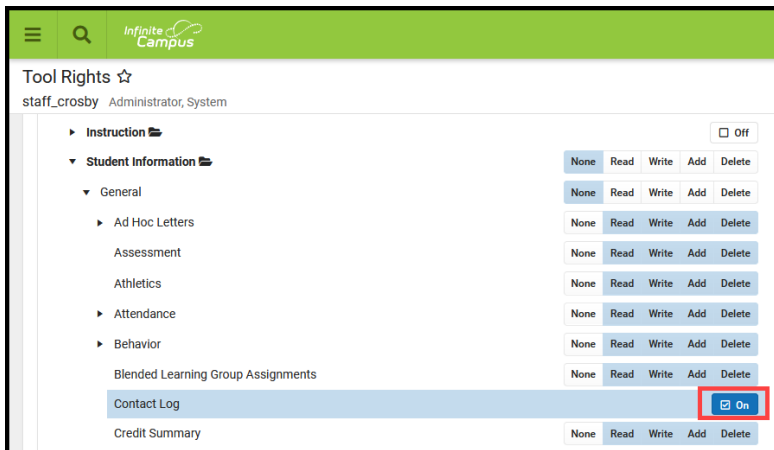 Infinite
Campus
Tool Rights
staff_crosby Administrator, System
Instruction Off
Student Information None Read Write Add Delete
General None Read Write Add Delete
Ad Hoc Letters None Read Write Add Delete
Assessment None Read Write Add Delete
Athletics None Read Write Add Delete
Attendance None Read Write Add Delete
Behavior None Read Write Add Delete
Blended Learning Group Assignments None Read Write Add Delete
Contact Log On
Credit Summary None Read Write Add Delete